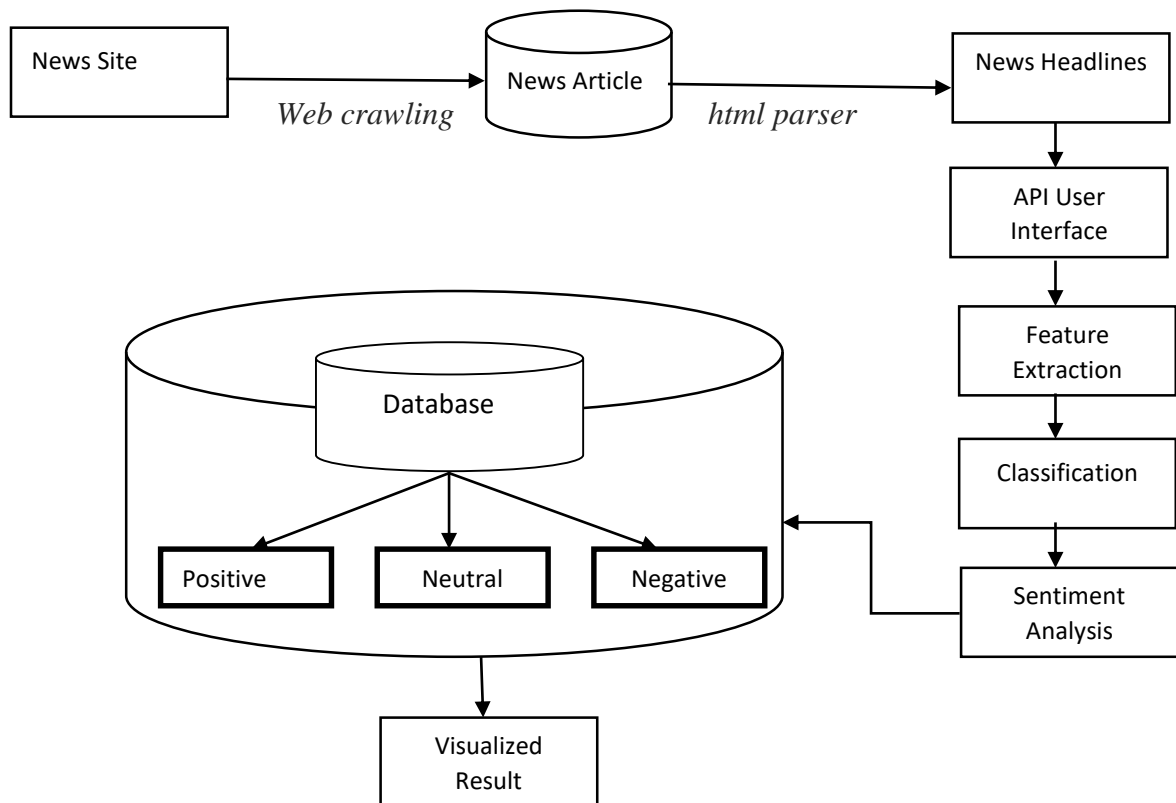 News Site
News Article
News Headlines
Web crawling
html parser
API User
Interface
Feature
Extraction
Database
Classification
Positive
Neutral
Negative
Sentiment
Analysis
Visualized
Result